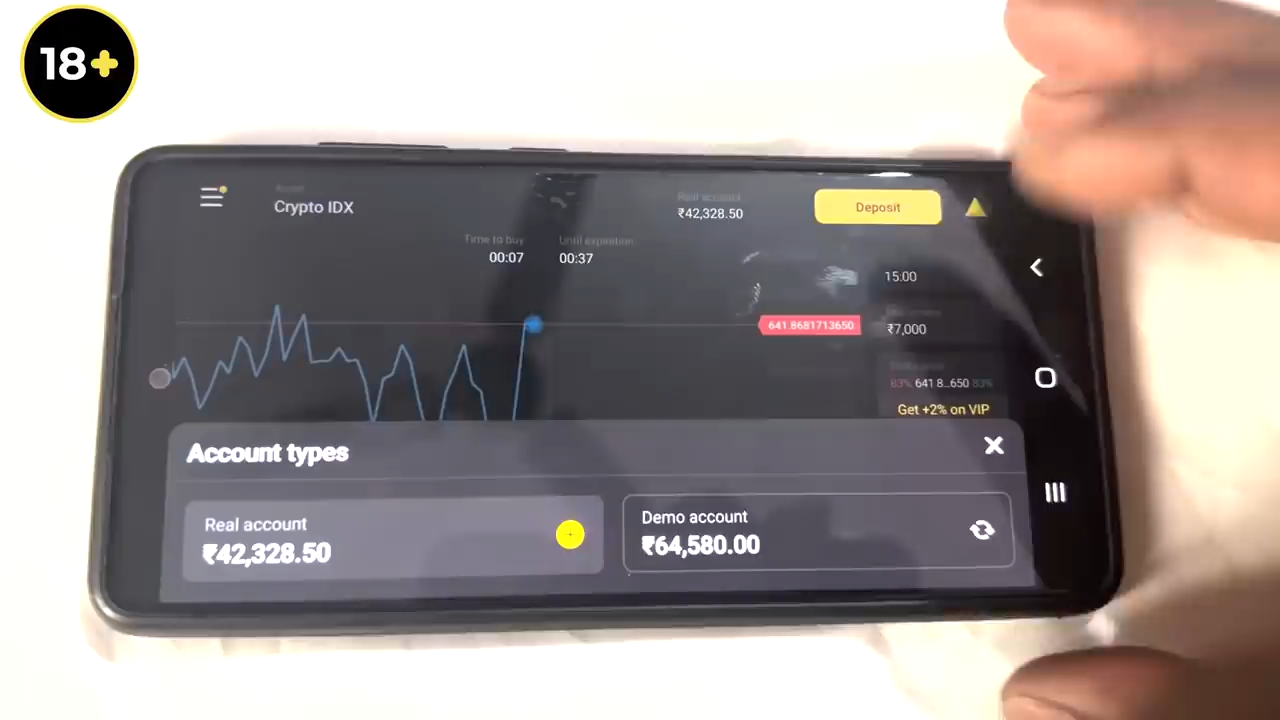 18+
Real account
Crypto IDX
₹42,328.50
Deposit
Time to buy
Until expiration
00:07
00:37
15.00
641.8681713650
₹7,000
83% 641 8..650 83%
Get +2% on VIP
Account types
Real account
₹42,328.50
Demo account
₹64,580.00